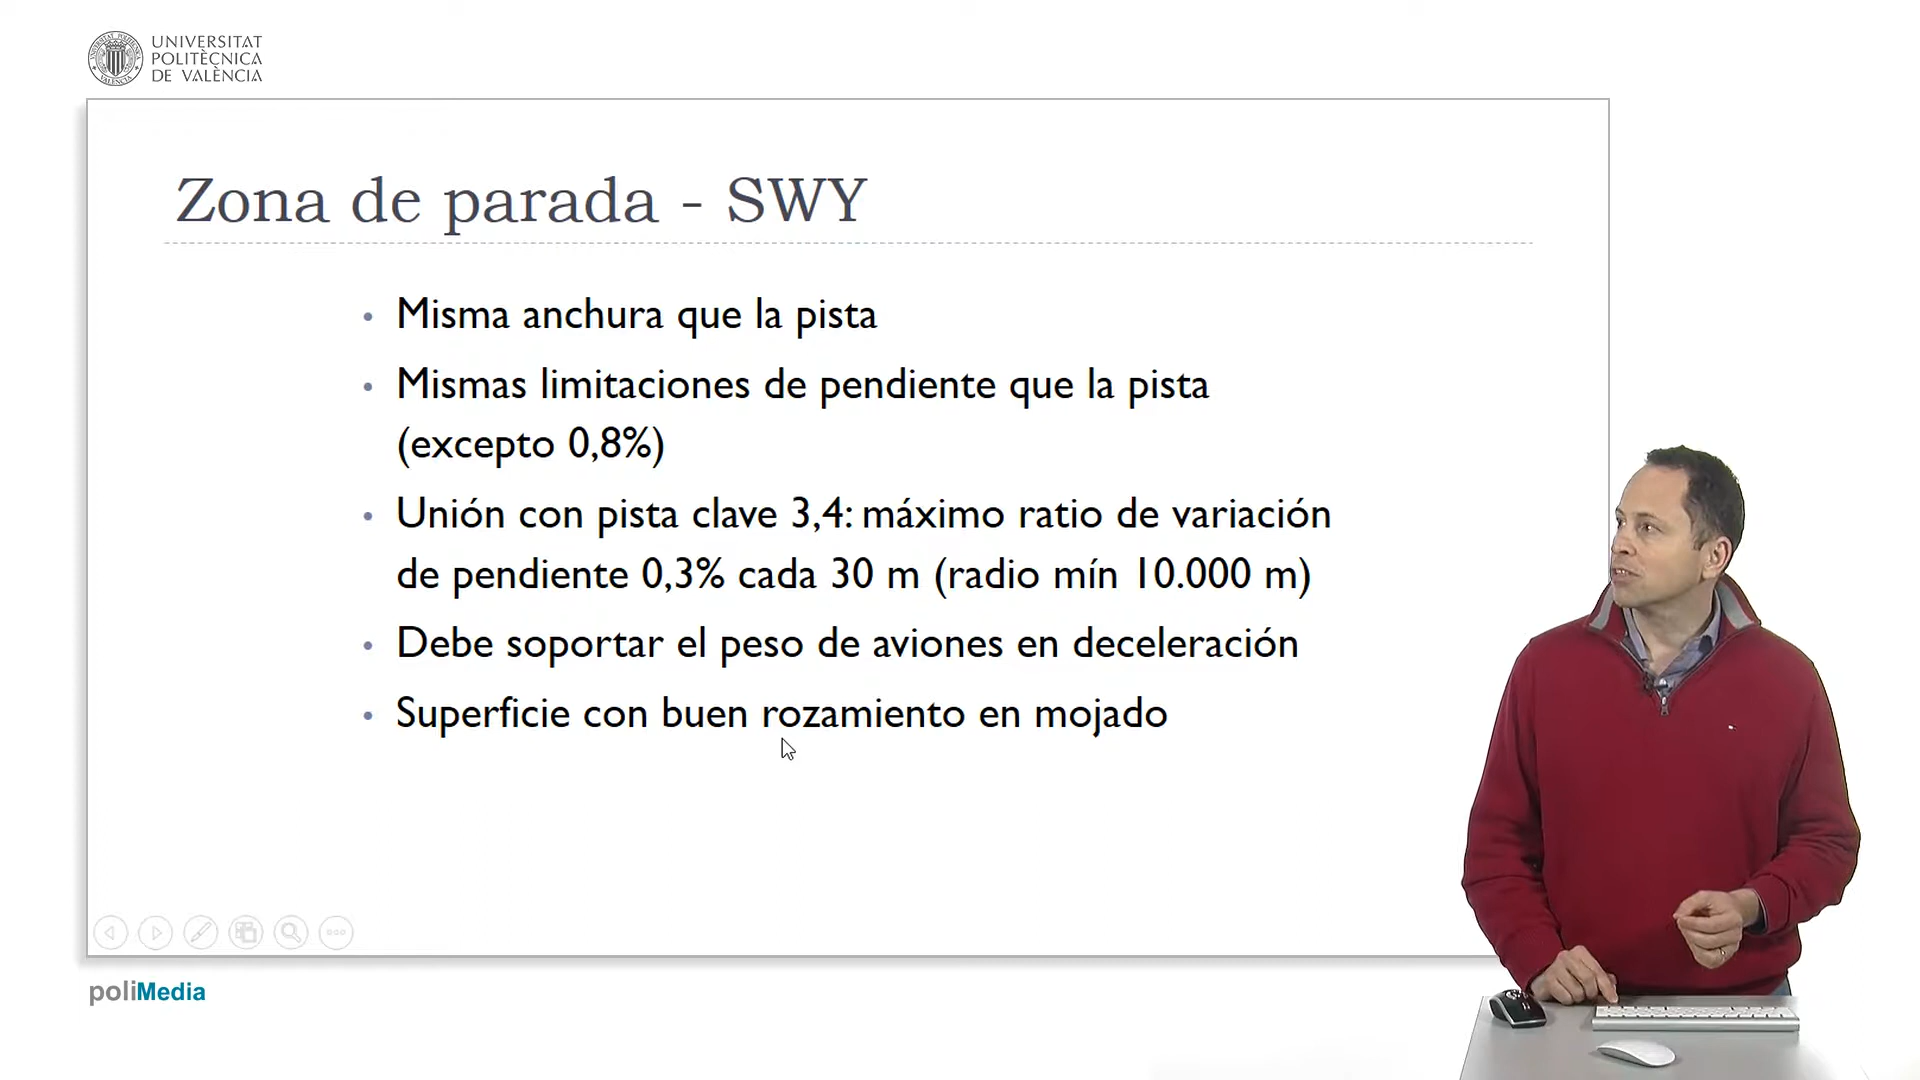 UNIVERSITAT
POLITÈCNICA
DE VALÈNCIA
Zona de parada - SWY
• Misma anchura que la pista
• Mismas limitaciones de pendiente que la pista
(excepto 0,8%)
• Unión con pista clave 3,4: máximo ratio de variación
de pendiente 0,3% cada 30 m (radio mín 10.000 m)
• Debe soportar el peso de aviones en deceleración
• Superficie con buen rozamiento en mojado
poliMedia